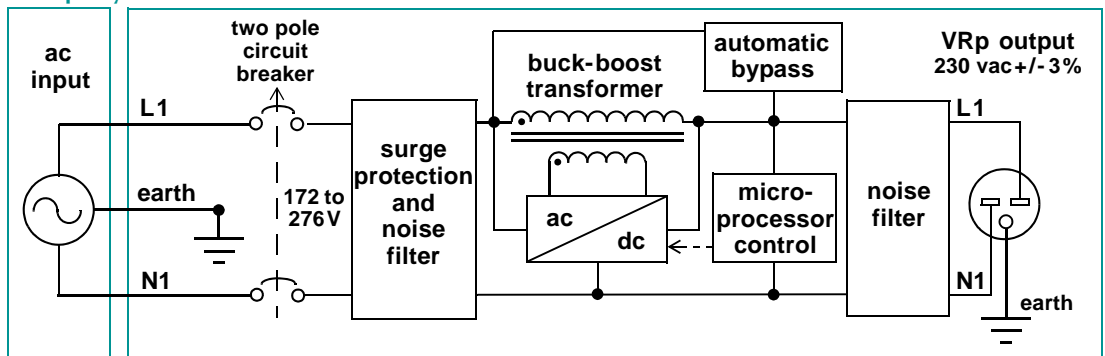 ac
input
two pole
circuit
breaker
L1
earth
N1
172 to
276V
surge
protection
and
noise
filter
buck-boost
transformer
ac
dc
automatic
bypass
micro-
processor
control
noise
filter
VRp output
230 vac+/-3%
L1
N1
earth